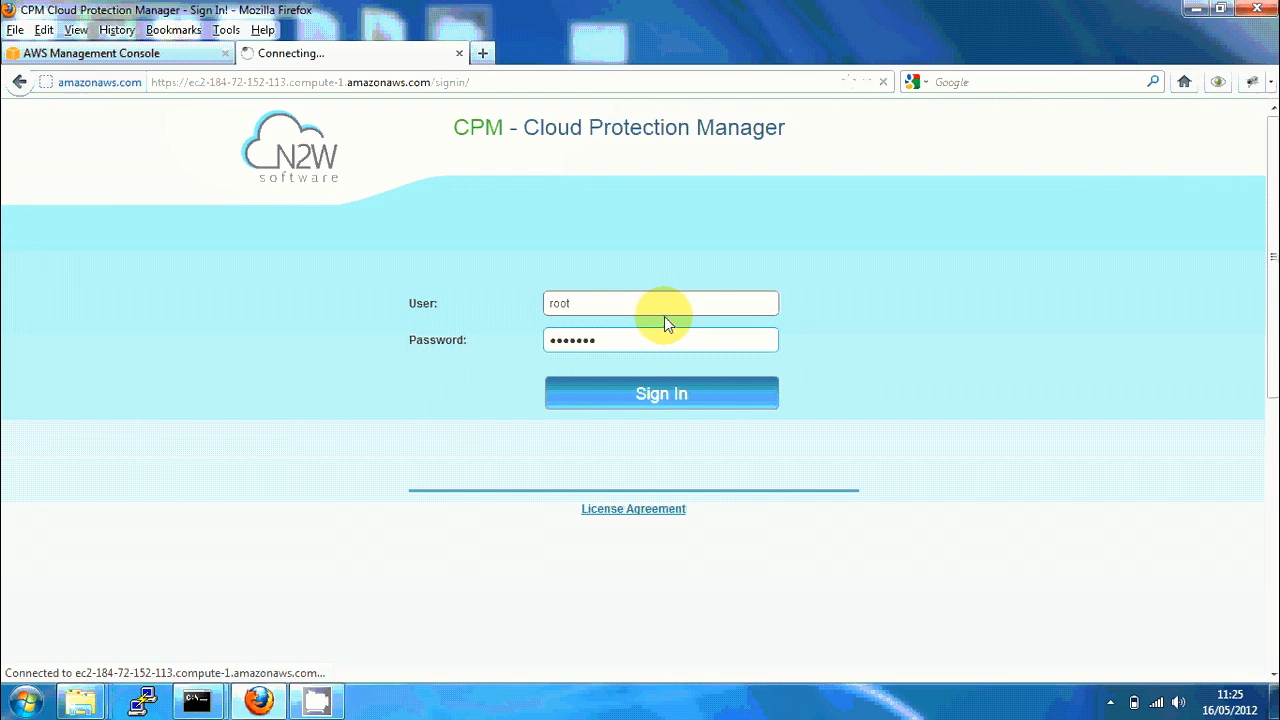 CPM Cloud Protection Manager - Sign In! - Mozilla Firefox
File Edit View History Bookmarks Tools Help
AWS Management Console
Connecting...
amazonaws.com
https://ec2-184-72-152-113.compute-1.amazonaws.com/signin/
Google
N2W
software
CPM - Cloud Protection Manager
User:
root
Password:
•••••••
Sign In
License Agreement
Connected to ec2-184-72-152-113.compute-1.amazonaws.com...
C:\
11:25
16/05/2012